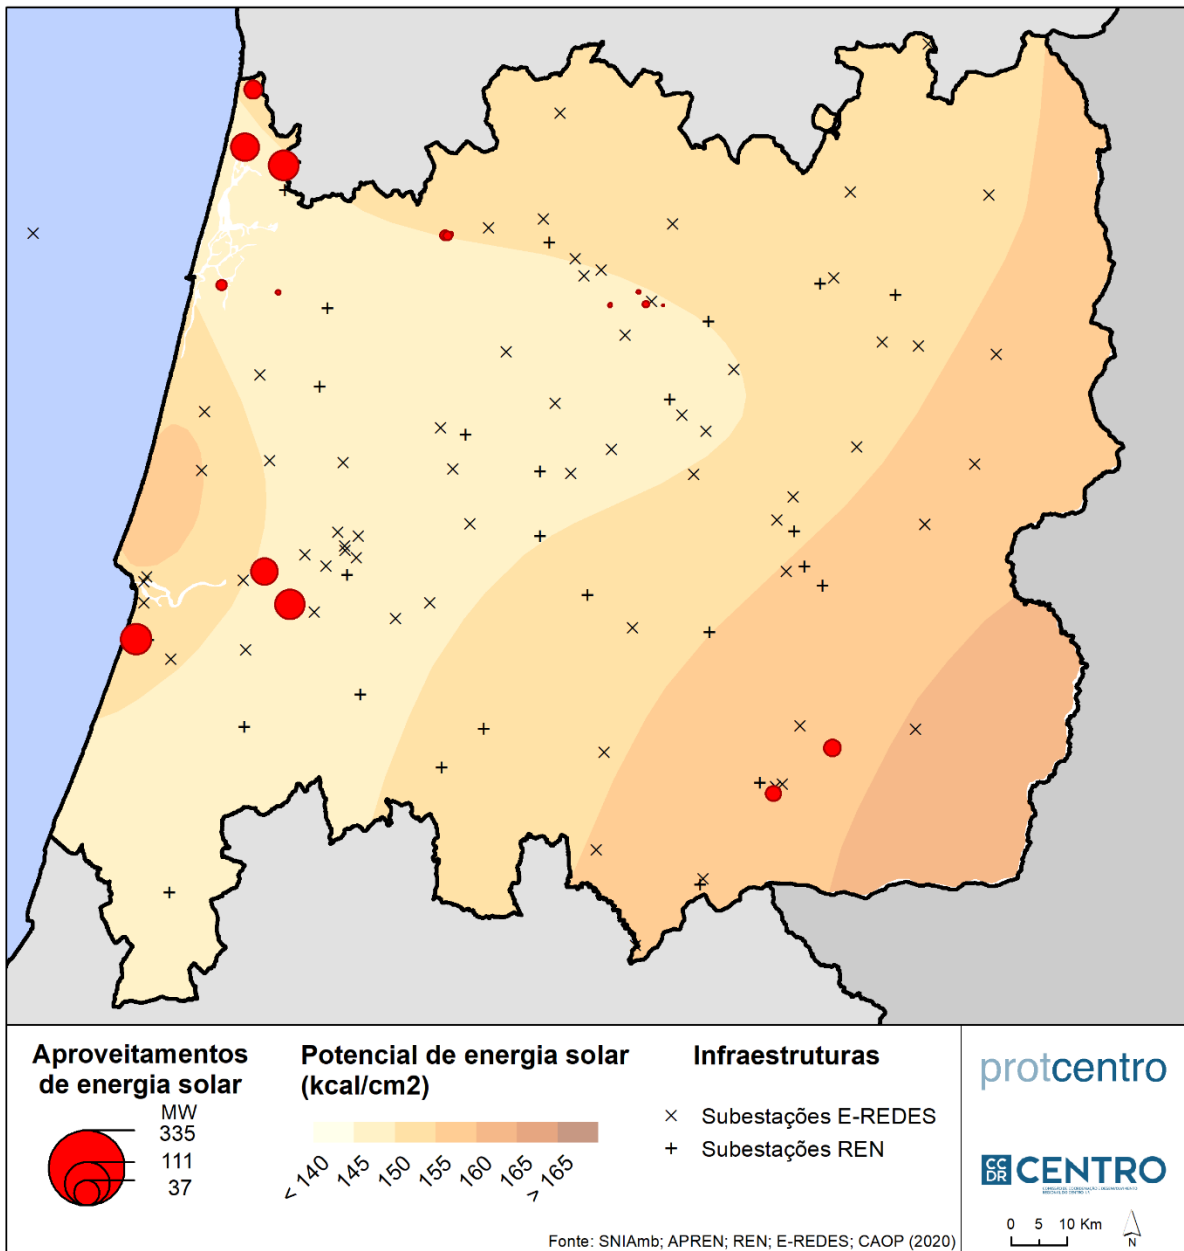 Aproveitamentos
de energia solar
MW
335
111
37
Potencial de energia solar
(kcal/cm2)
< 140
145
150
155
160
165
> 165
Infraestruturas
× Subestações E-REDES
+ Subestações REN
protcentro
CC
DR CENTRO
0 5 10 Km
N
Fonte: SNIAmb; APREN; REN; E-REDES; CAOP (2020)